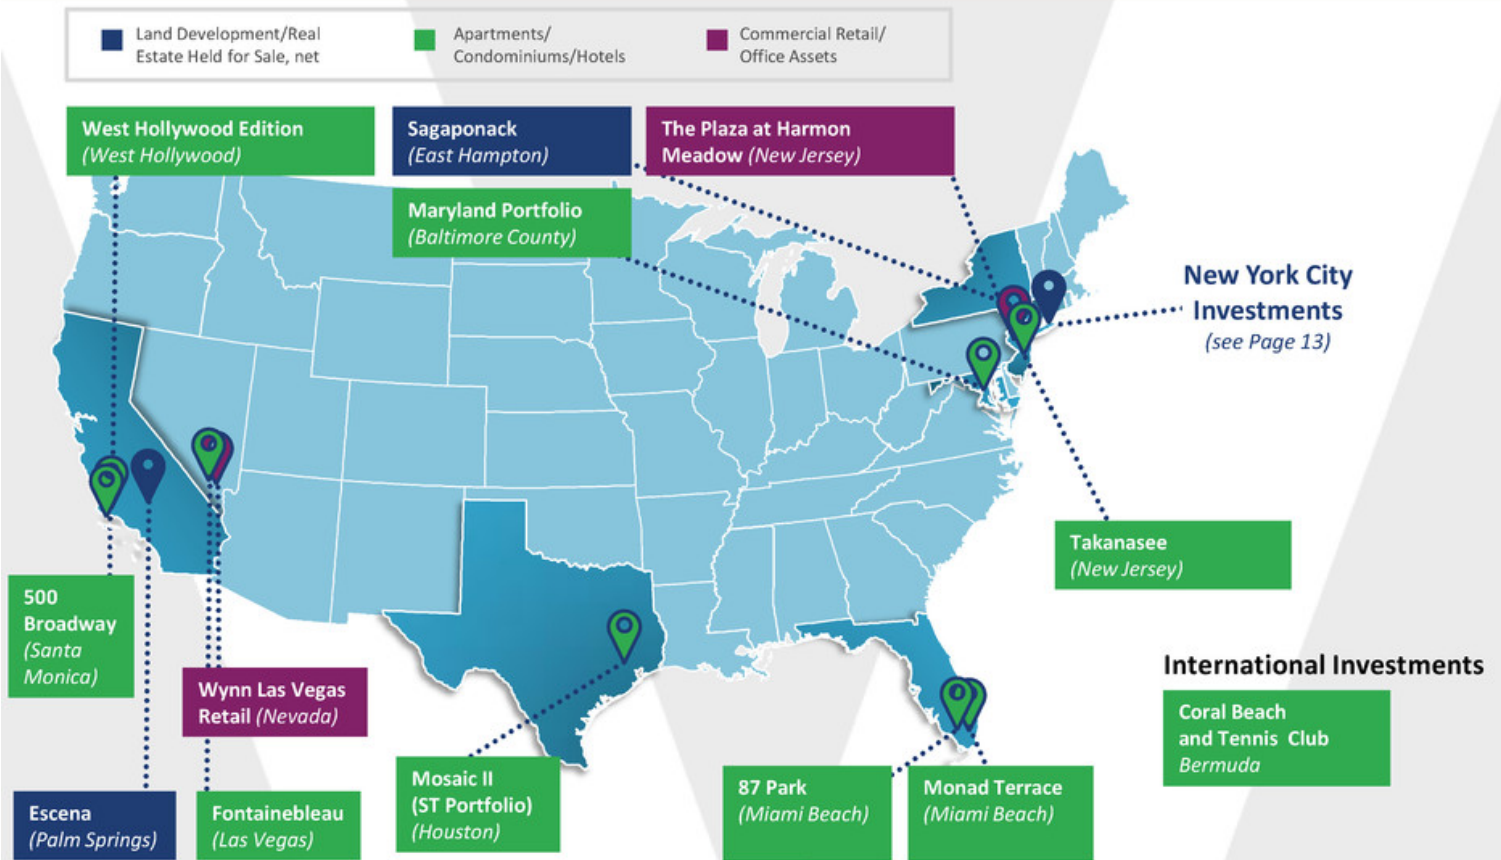 Land Development/Real
Estate Held for Sale, net
Apartments/
Condominiums/Hotels
Commercial Retail/
Office Assets
West Hollywood Edition
(West Hollywood)
Sagaponack
(East Hampton)
The Plaza at Harmon
Meadow (New Jersey)
Maryland Portfolio
(Baltimore County)
New York City
Investments
(see Page 13)
Takanasee
(New Jersey)
500
Broadway
(Santa
Monica)
Wynn Las Vegas
Retail (Nevada)
International Investments
Coral Beach
and Tennis Club
Bermuda
Escena
(Palm Springs)
Fontainebleau
(Las Vegas)
Mosaic II
(ST Portfolio)
(Houston)
87 Park
(Miami Beach)
Monad Terrace
(Miami Beach)